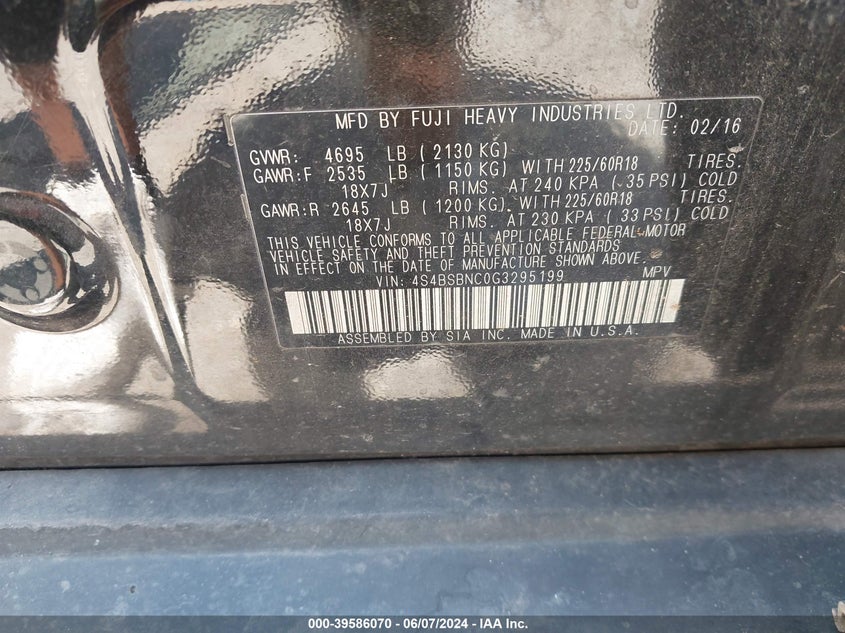 MFD BY FUJI HEAVY INDUSTRIES LTD.
DATE: 02/16
GVWR: 4695 LB ( 2130 KG)
GAWR:F 2535 LB ( 1150 KG) WITH 225/60R18 TIRES.
18X7J RIMS. AT 240 KPA ( 35 PSI) COLD
GAWR:R 2645 LB ( 1200 KG). WITH 225/60R18 TIRES.
18X7J RIMS. AT 230 KPA ( 33 PSI) COLD
THIS VEHICLE CONFORMS TO ALL APPLICABLE FEDERAL MOTOR
VEHICLE SAFETY AND THEFT PREVENTION STANDARDS
IN EFFECT ON THE DATE OF MANUFACTURE SHOWN ABOVE.
VIN: 4S4BSBNC0G3295199 MPV
ASSEMBLED BY SIA INC. MADE IN U.S.A.
000-39586070 - 06/07/2024 - IAA Inc.